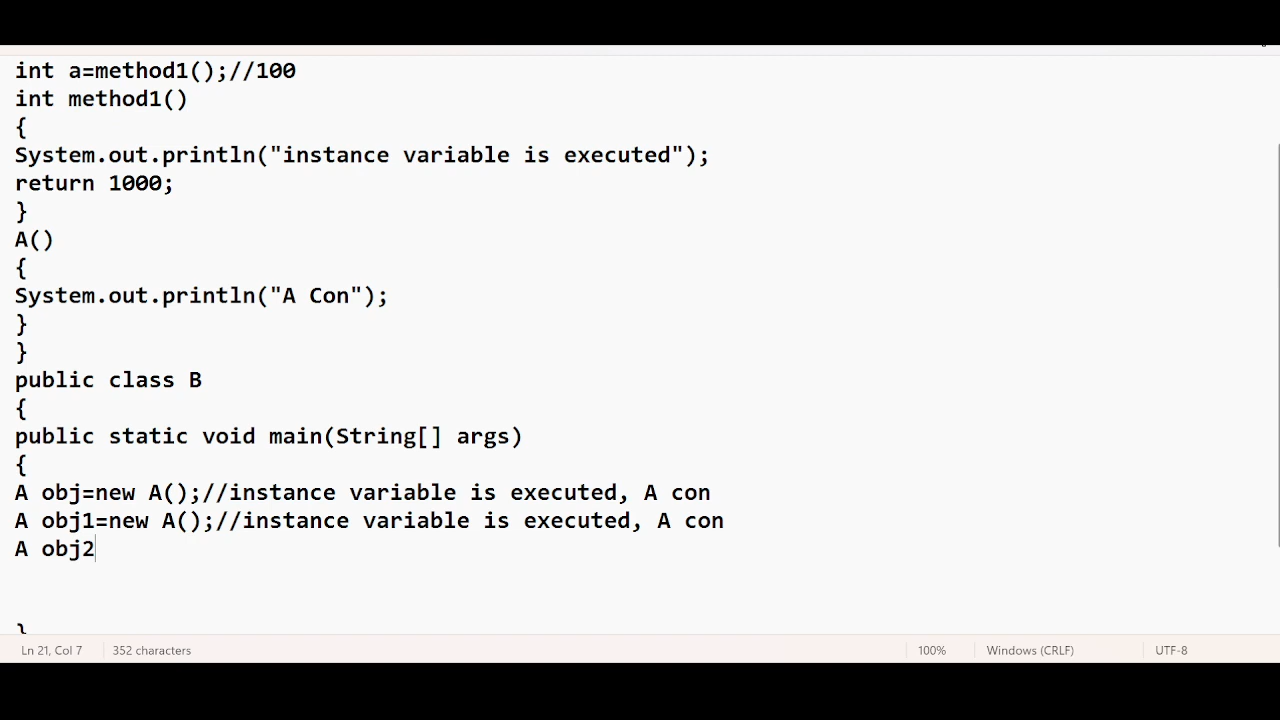 int a=method1();//100
int method1()
{
System.out.println("instance variable is executed");
return 1000;
}
A()
{
System.out.println("A Con");
}
}
public class B
{
public static void main(String[] args)
{
A obj=new A();//instance variable is executed, A con
A obj1=new A();//instance variable is executed, A con
A obj2
}
Ln 21, Col 7
352 characters
100%
Windows (CRLF)
UTF-8